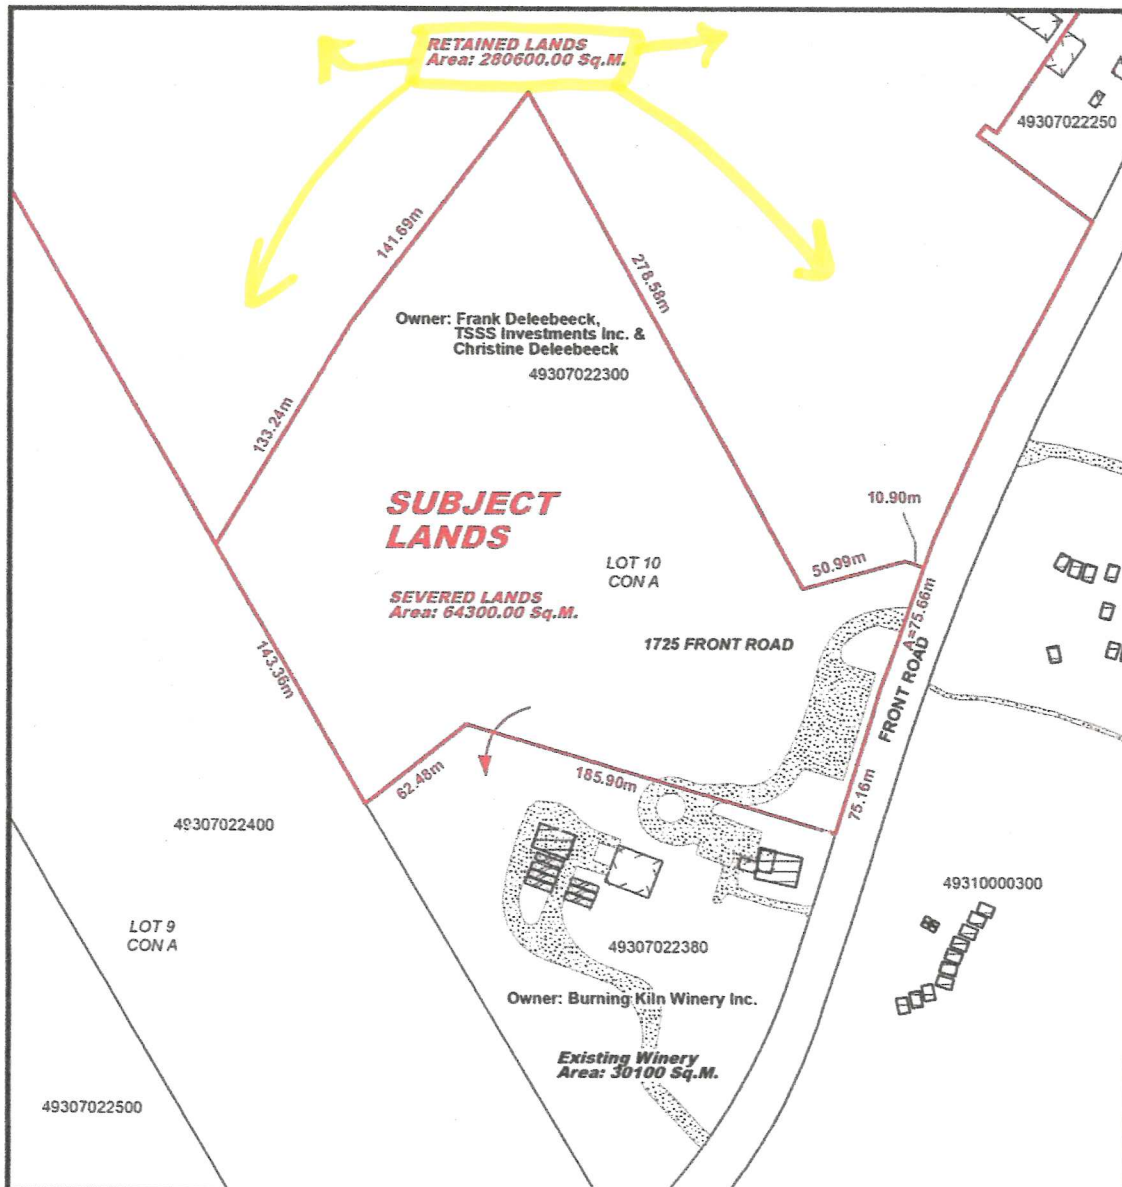 RETAINED LANDS
Area: 280600.00 Sq.M.
49307022250
141.69m
278.58m
Owner: Frank Deleebeeck,
TSSS Investments Inc. &
Christine Deleebeeck
49307022300
133.24m
SUBJECT
LANDS
10.90m
50.99m
LOT 10
CON A
SEVERED LANDS
Area: 64300.00 Sq.M.
A=75.66m
1725 FRONT ROAD
FRONT ROAD
143.36m
62.48m
185.90m
75.16m
49307022400
49310000300
LOT 9
CON A
49307022380
Owner: Burning Kiln Winery Inc.
Existing Winery
Area: 30100 Sq.M.
49307022500